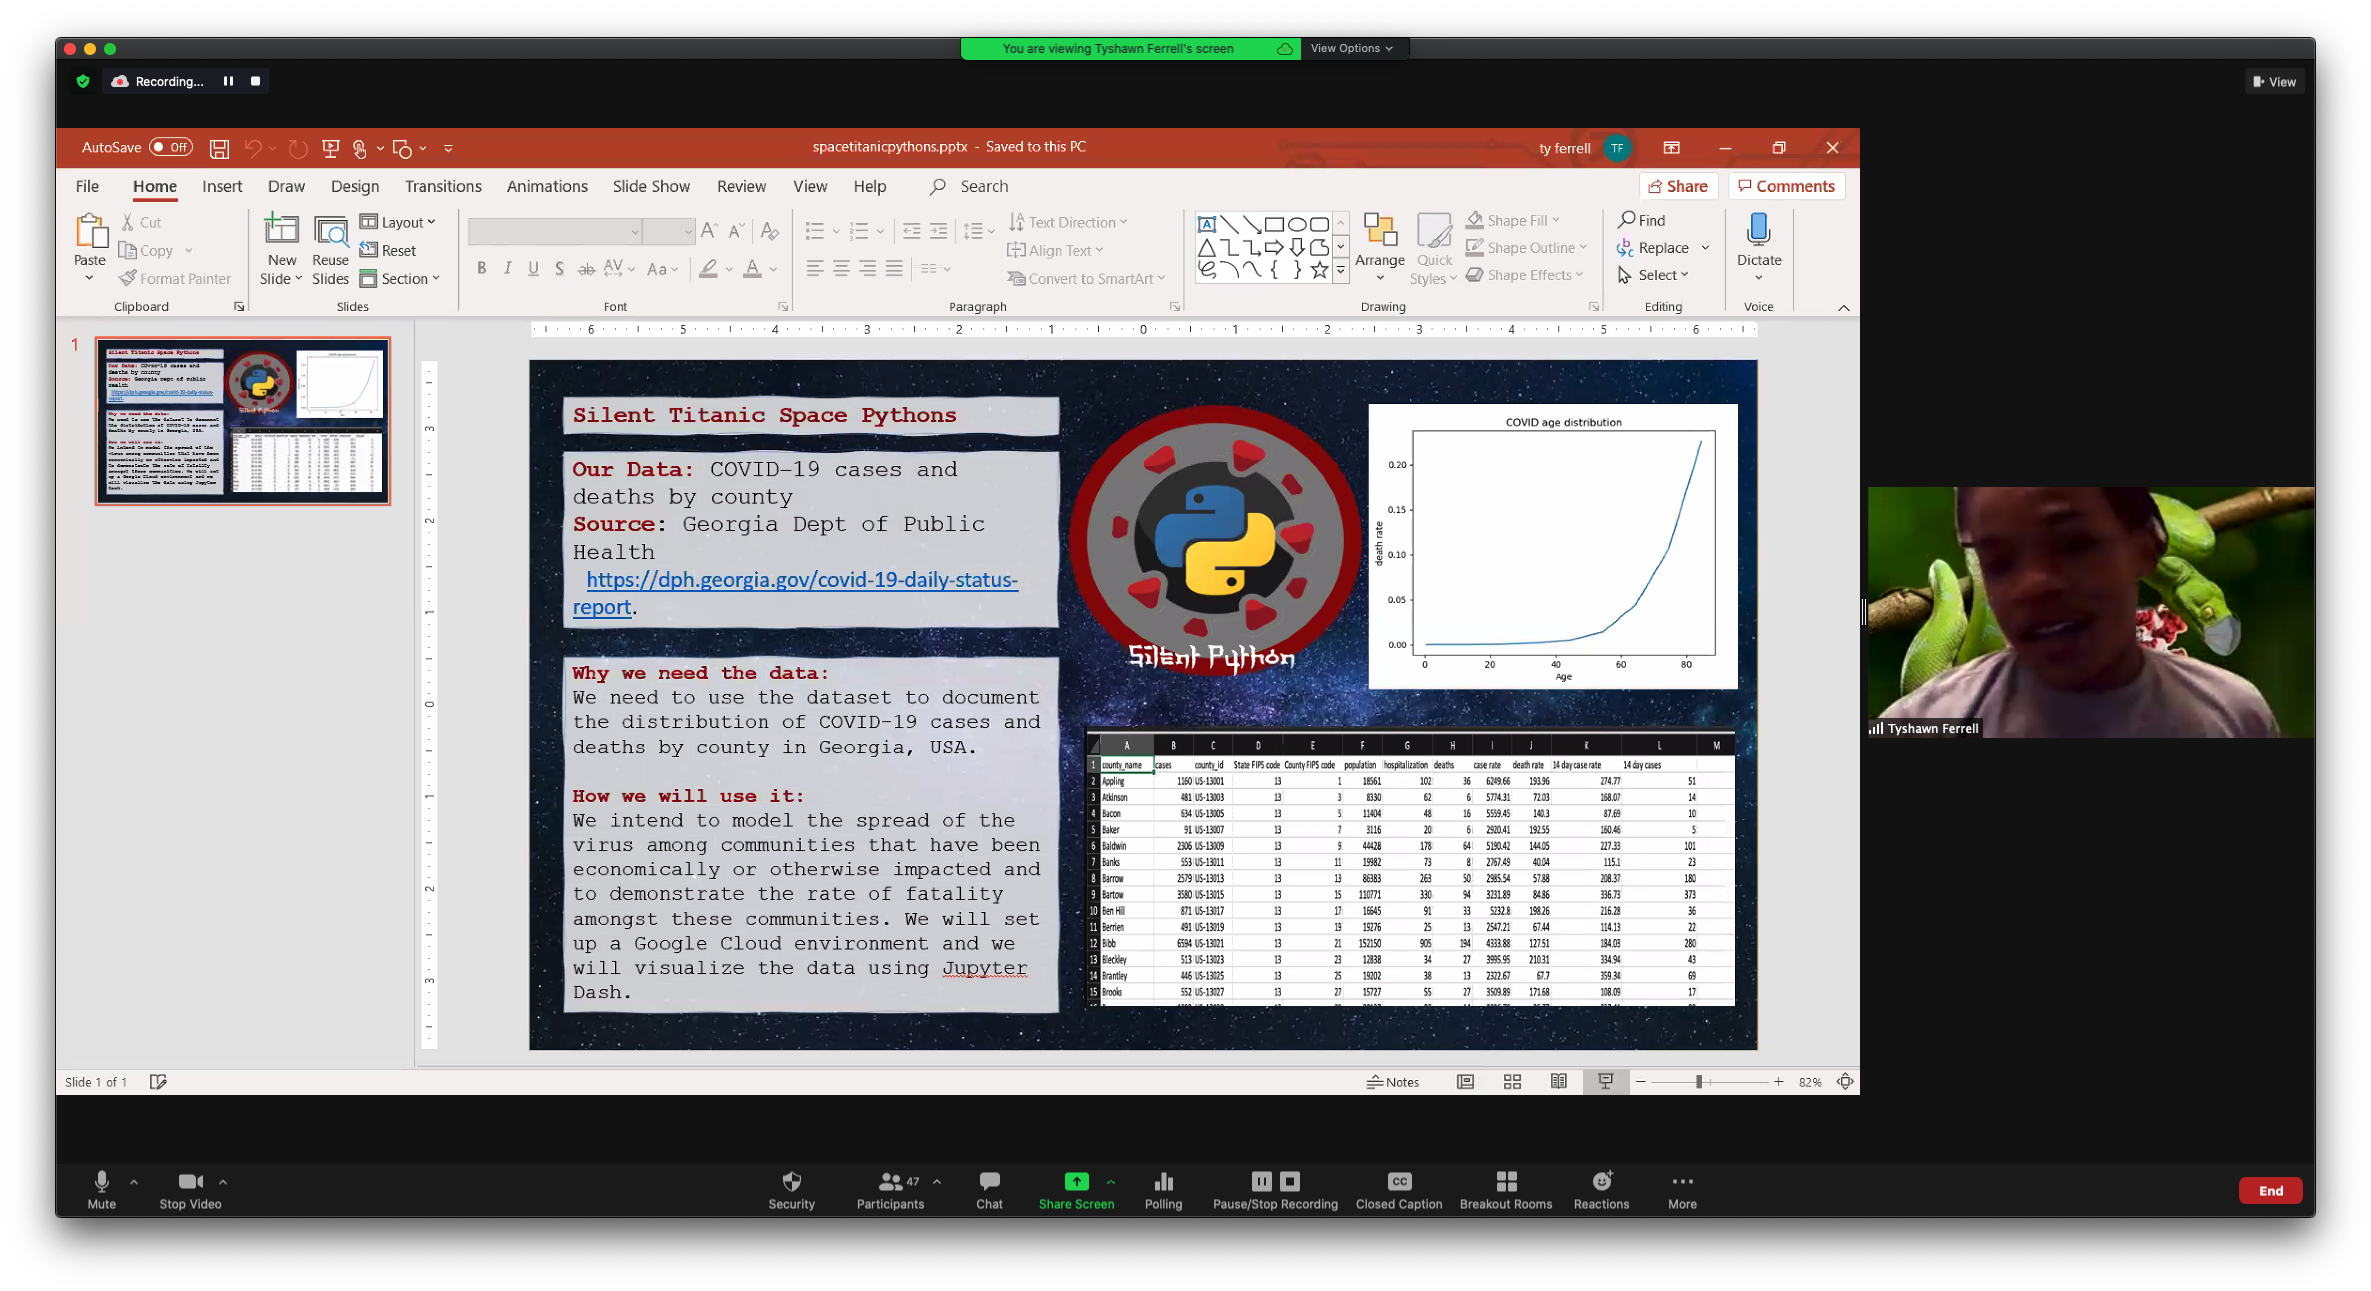 You are viewing Tyshawn Ferrell's screen
View Options
Recording...
View
AutoSave Off
spacetitanicpythons.pptx - Saved to this PC
ty ferrell TF
File Home Insert Draw Design Transitions Animations Slide Show Review View Help Search
Share Comments
Paste
Cut
Copy
Format Painter
Clipboard
New Slide
Reuse Slides
Layout
Reset
Section
Slides
B I U S ab AV Aa A
Font
Text Direction
Align Text
Convert to SmartArt
Paragraph
Arrange
Quick Styles
Shape Fill
Shape Outline
Shape Effects
Drawing
Find
Replace
Select
Editing
Dictate
Voice
6 5 4 3 2 1 0 1 2 3 4 5 6
3 2 1 0 1 2 3
1
Silent Titanic Space Pythons
Our Data: COVID-19 cases and
deaths by county
Source: Georgia Dept of Public
Health
https://dph.georgia.gov/covid-19-daily-status-
report.
Why we need the data:
We need to use the dataset to document
the distribution of COVID-19 cases and
deaths by county in Georgia, USA.
How we will use it:
We intend to model the spread of the
virus among communities that have been
economically or otherwise impacted and
to demonstrate the rate of fatality
amongst these communities. We will set
up a Google Cloud environment and we
will visualize the data using Jupyter
Dash.
Silent Python
COVID age distribution
death rate
0.20
0.15
0.10
0.05
0.00
0 20 40 60 80
Age
A B C D E F G H I J K L M
1 county_name cases county_id State FIPS code County FIPS code population hospitalization deaths case rate death rate 14 day case rate 14 day cases
2 Appling 1160 US-13001 13 1 18561 102 36 6249.66 193.96 274.77 51
3 Atkinson 481 US-13003 13 3 8330 62 6 5774.31 72.03 168.07 14
4 Bacon 634 US-13005 13 5 11404 48 16 5559.45 140.3 87.69 10
5 Baker 91 US-13007 13 7 3116 20 6 2920.41 192.55 160.46 5
6 Baldwin 2306 US-13009 13 9 44428 178 64 5190.42 144.05 227.33 101
7 Banks 553 US-13011 13 11 19982 73 8 2767.49 40.04 115.1 23
8 Barrow 2579 US-13013 13 13 86383 263 50 2985.54 57.88 208.37 180
9 Bartow 3580 US-13015 13 15 110771 330 94 3231.89 84.86 336.73 373
10 Ben Hill 871 US-13017 13 17 16645 91 33 5232.8 198.26 216.28 36
11 Berrien 491 US-13019 13 19 19276 25 13 2547.21 67.44 114.13 22
12 Bibb 6594 US-13021 13 21 152150 905 194 4333.88 127.51 184.03 280
13 Bleckley 513 US-13023 13 23 12838 34 27 3995.95 210.31 334.94 43
14 Brantley 446 US-13025 13 25 19202 38 13 2322.67 67.7 359.34 69
15 Brooks 552 US-13027 13 27 15727 55 27 3509.89 171.68 108.09 17
Tyshawn Ferrell
Slide 1 of 1
Notes
82%
Mute
Stop Video
Security
Participants 47
Chat
Share Screen
Polling
Pause/Stop Recording
CC
Closed Caption
Breakout Rooms
Reactions
More
End